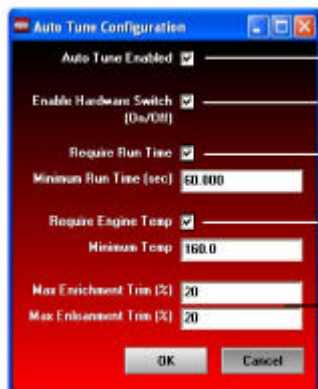 Auto Tune Configuration
Auto Tune Enabled
Enable Hardware Switch
(On/Off)
Require Run Time
Minimum Run Time (sec) 60.000
Require Engine Temp
Minimum Temp 160.0
Max Enrichment Trim (%) 20
Max Enleanment Trim (%) 20
OK Cancel